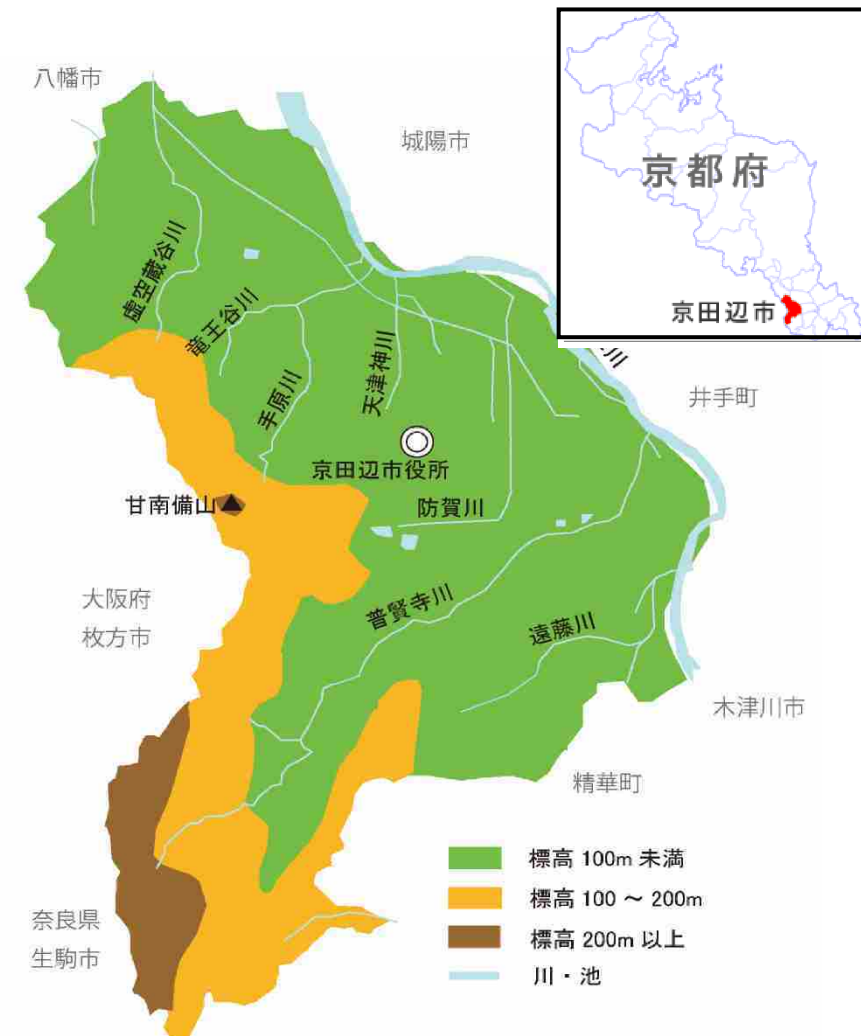 八幡市
城陽市
京都府
京田辺市
虚空蔵谷川
竜王谷川
手原川
天津神川
川
井手町
京田辺市役所
甘南備山
防賀川
大阪府
枚方市
普賢寺川
遠藤川
木津川市
精華町
奈良県
生駒市
標高 100m 未満
標高 100 ～ 200m
標高 200m 以上
川・池